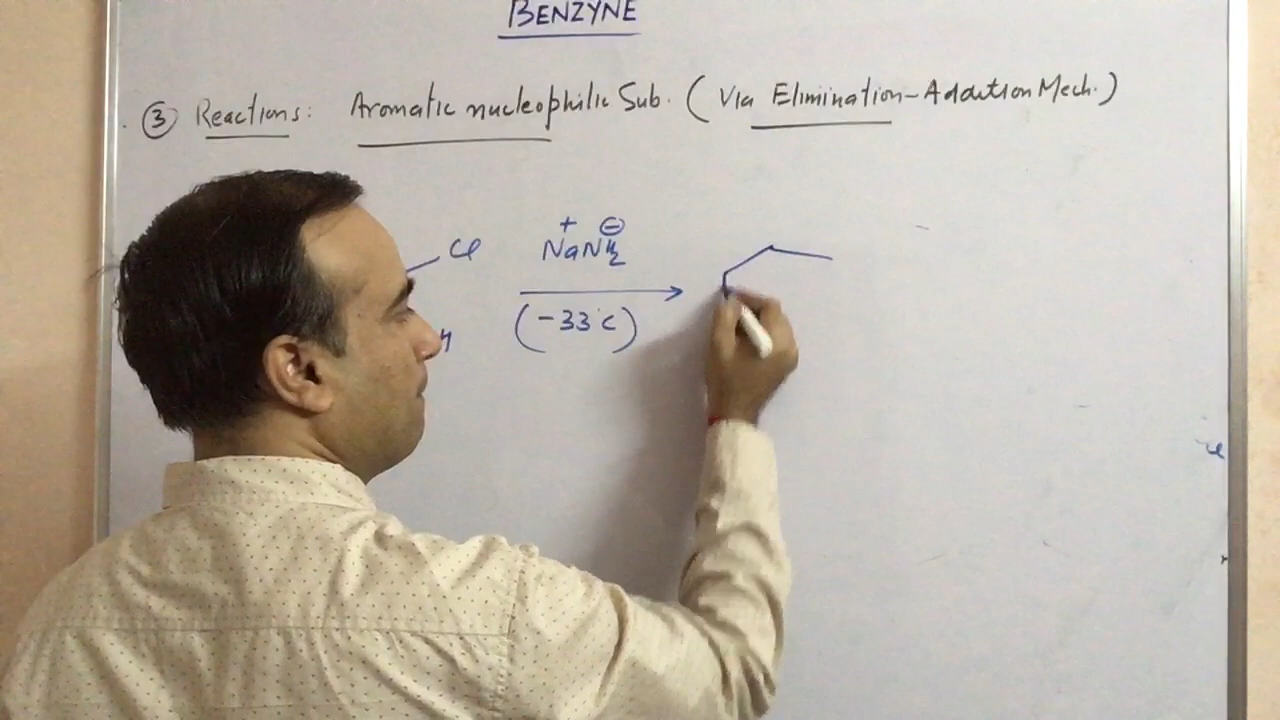 BENZYNE
③ Reactions: Aromatic nucleophilic Sub. (Via Elimination-Addition Mech.)
Cl
+ ⊖
NaNH2
(-33°C)
H